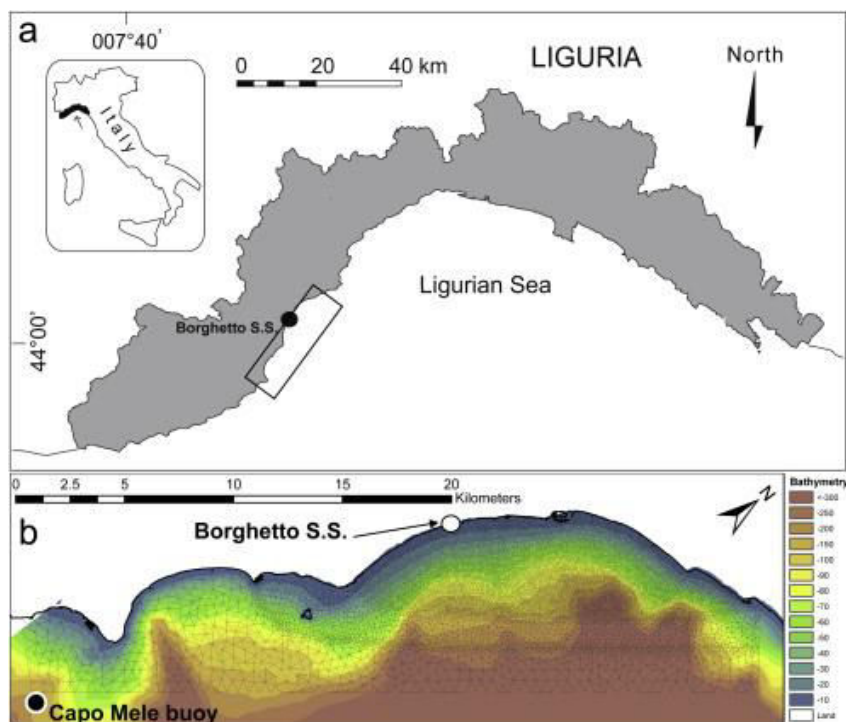 a
007°40'
0 20 40 km
LIGURIA
North
Italy
Ligurian Sea
Borghetto S.S.
44°00'
0 2.5 5 10 15 20
Kilometers
b
Borghetto S.S.
N
Capo Mele buoy
Bathymetry
<-300
-250
-200
-150
-100
-90
-80
-70
-60
-50
-40
-30
-20
-10
Land